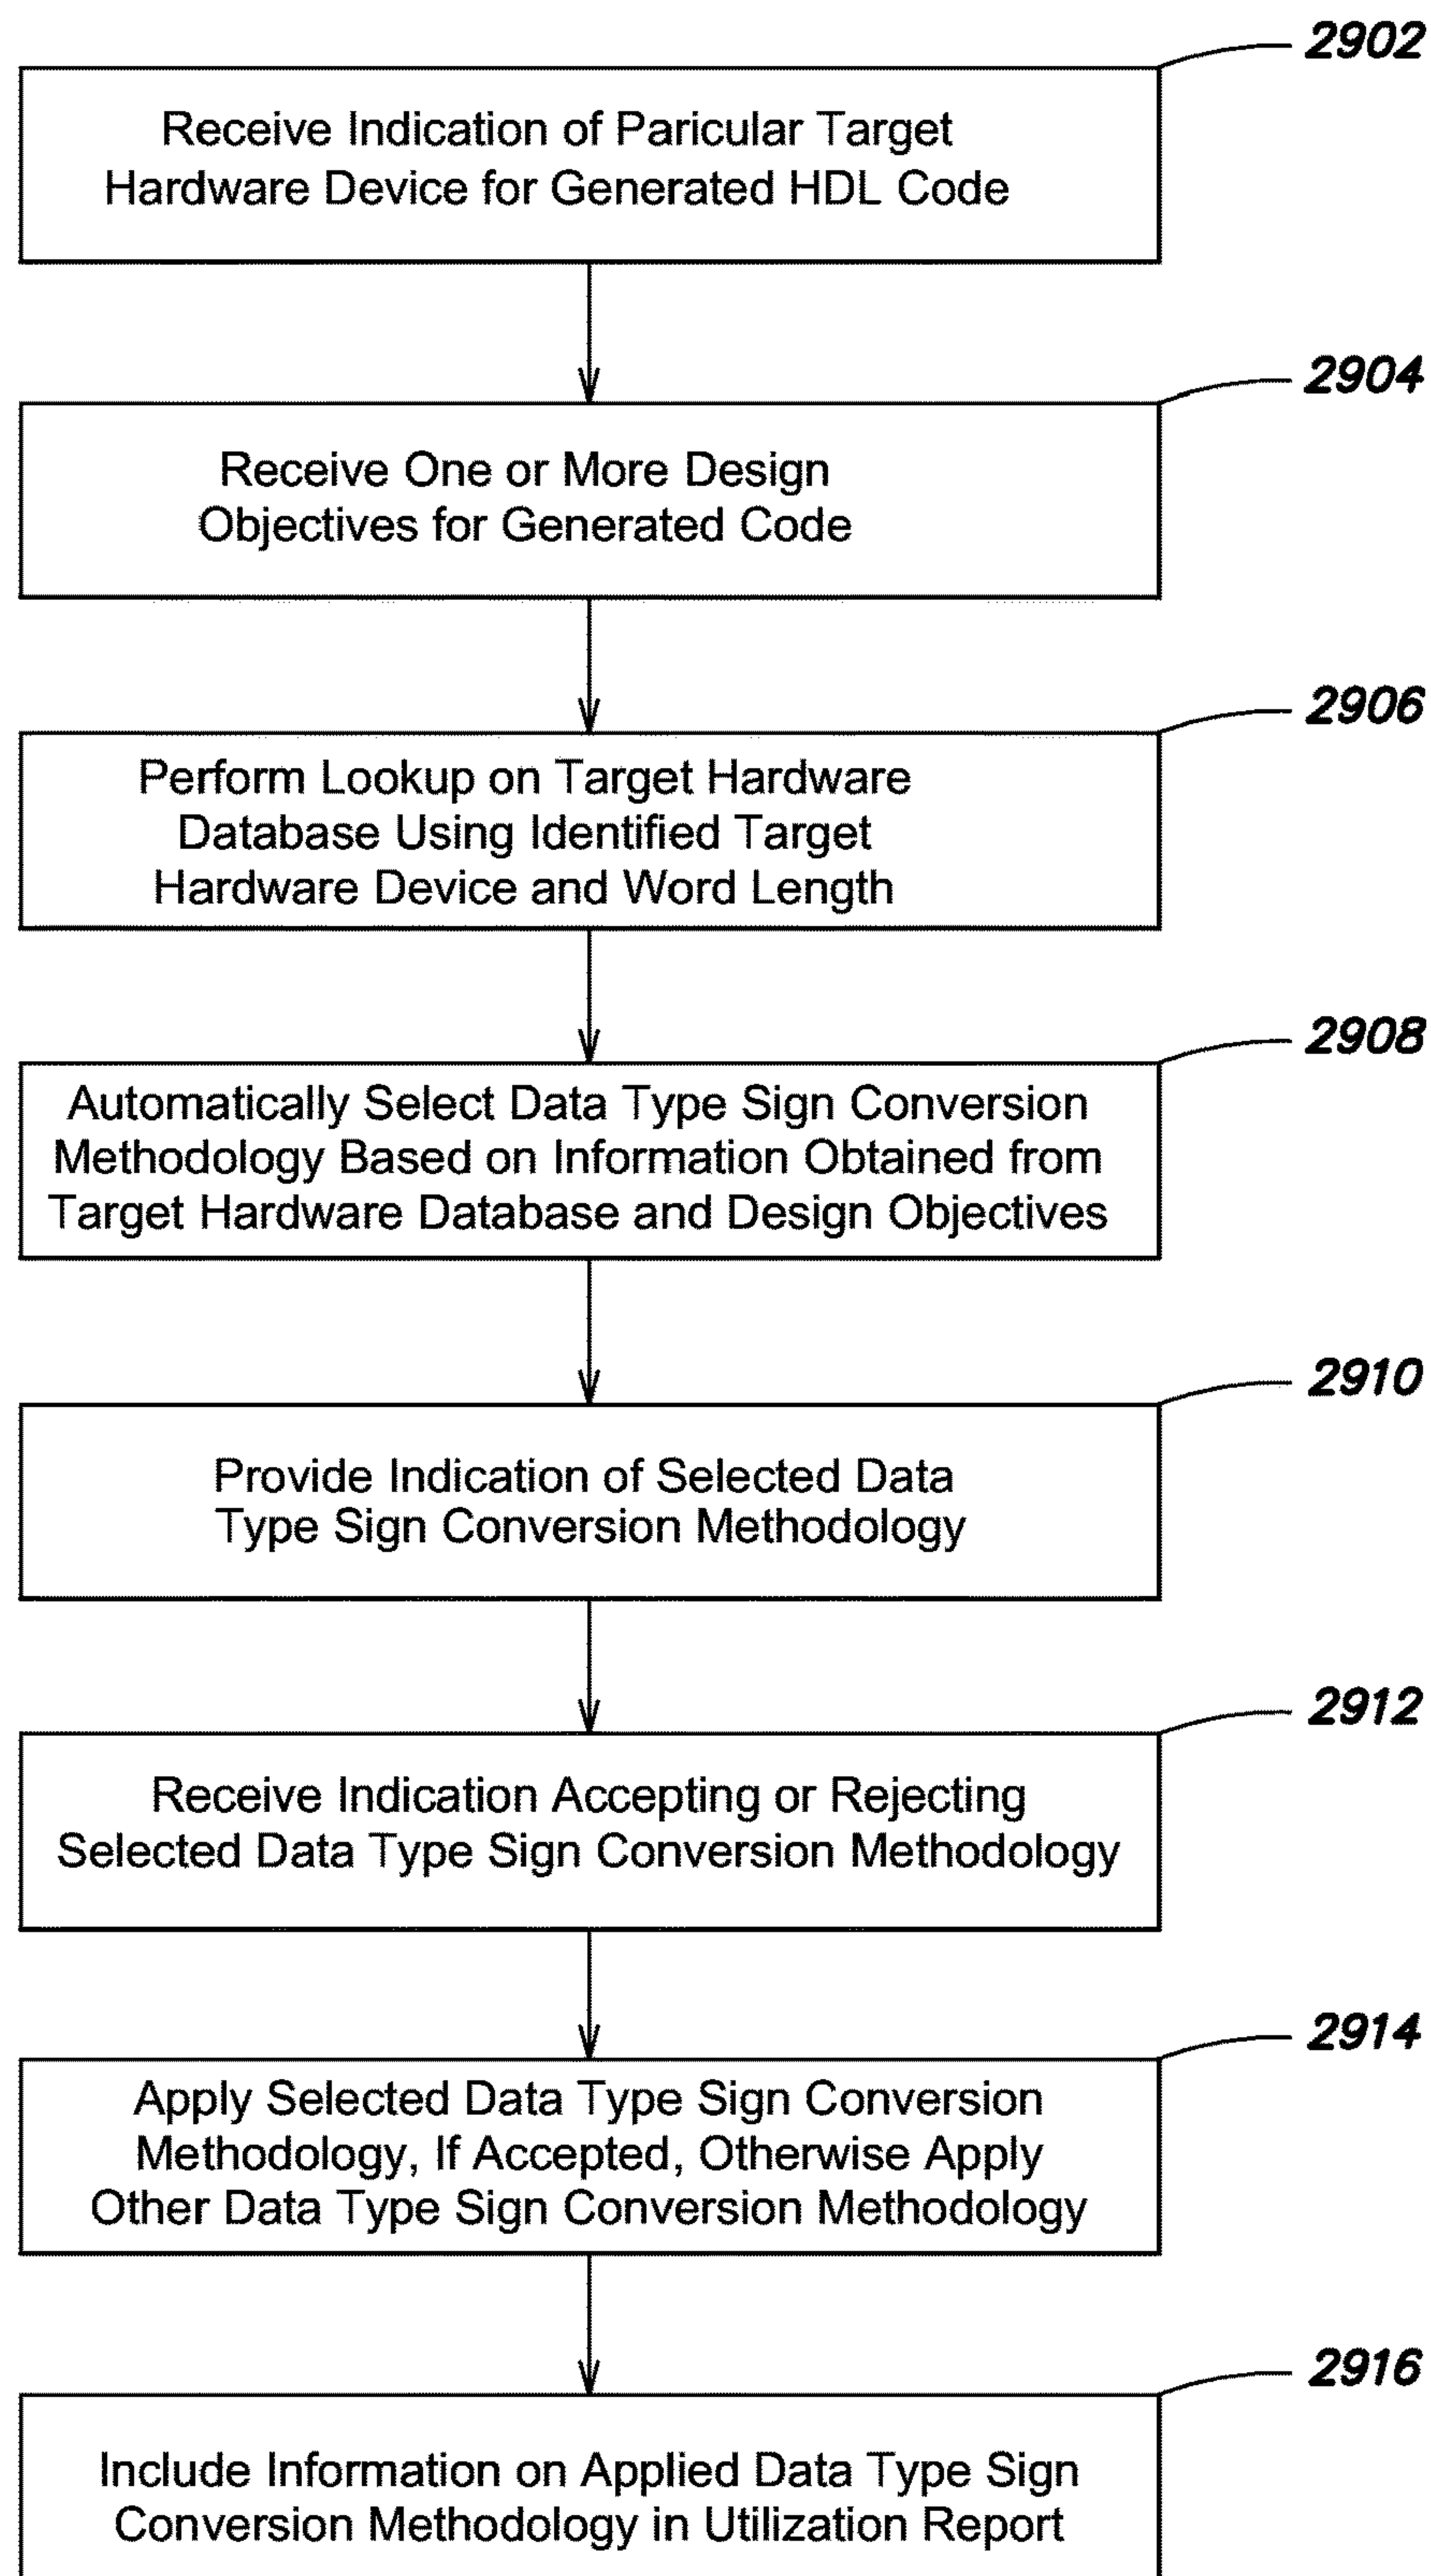 2902
Receive Indication of Paricular Target
Hardware Device for Generated HDL Code
2904
Receive One or More Design
Objectives for Generated Code
2906
Perform Lookup on Target Hardware
Database Using Identified Target
Hardware Device and Word Length
2908
Automatically Select Data Type Sign Conversion
Methodology Based on Information Obtained from
Target Hardware Database and Design Objectives
2910
Provide Indication of Selected Data
Type Sign Conversion Methodology
2912
Receive Indication Accepting or Rejecting
Selected Data Type Sign Conversion Methodology
2914
Apply Selected Data Type Sign Conversion
Methodology, If Accepted, Otherwise Apply
Other Data Type Sign Conversion Methodology
2916
Include Information on Applied Data Type Sign
Conversion Methodology in Utilization Report